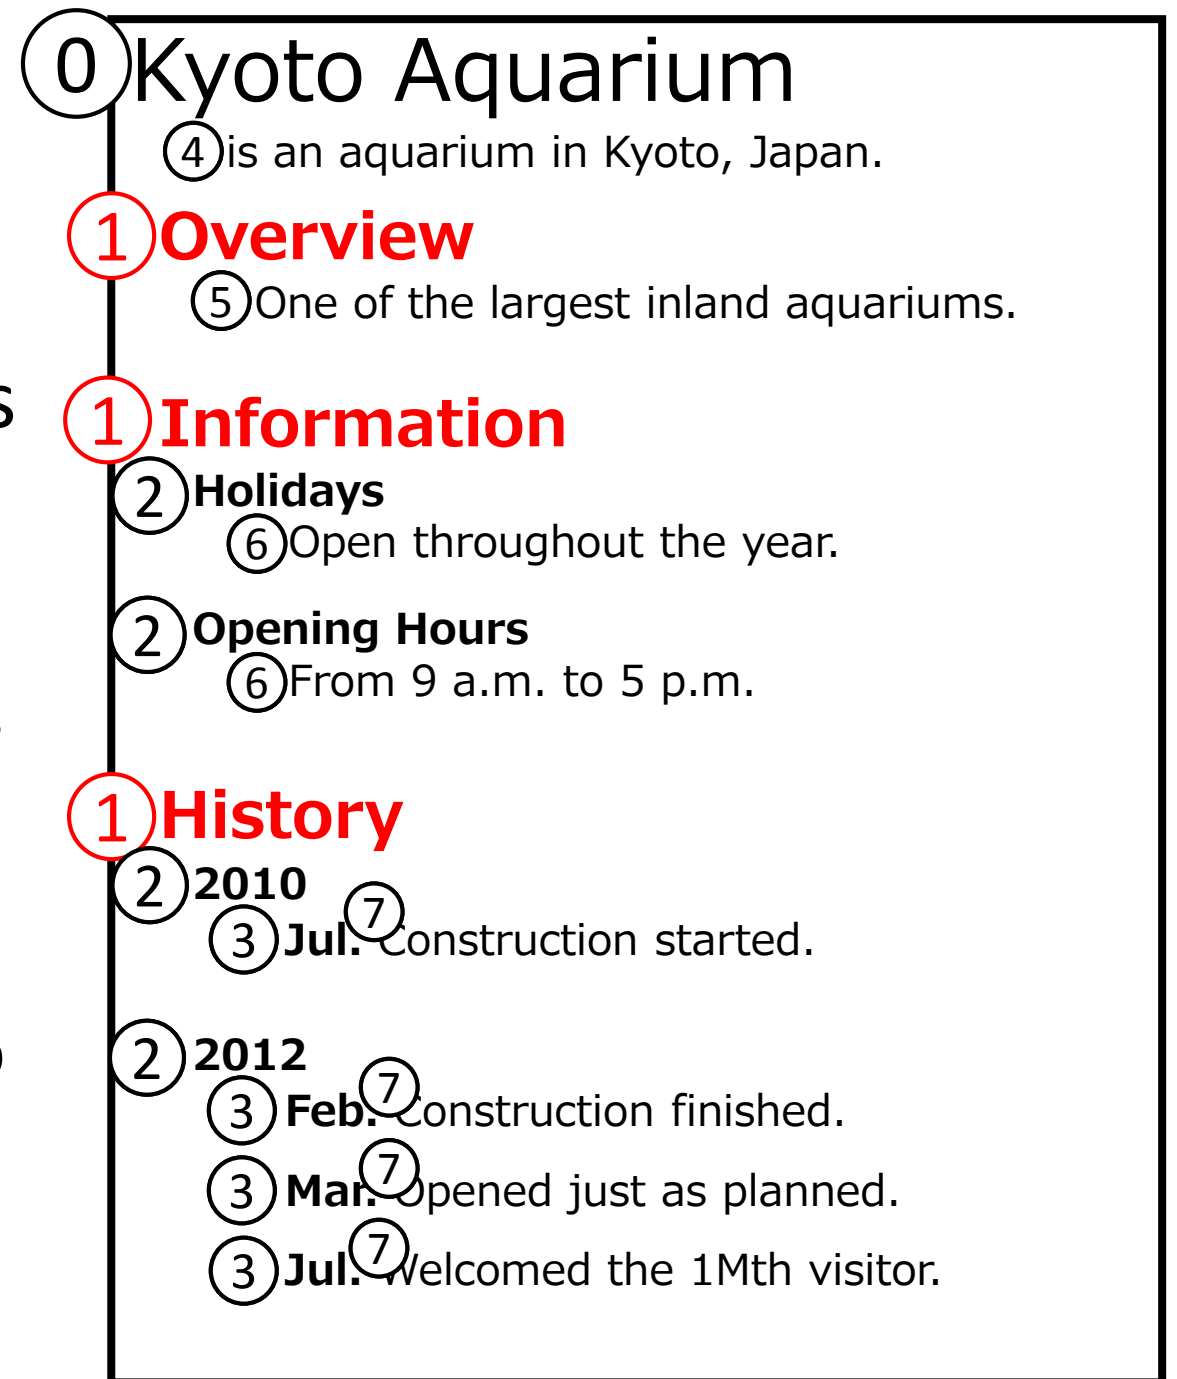 0 Kyoto Aquarium
4 is an aquarium in Kyoto, Japan.
1 Overview
5 One of the largest inland aquariums.
s
1 Information
2 Holidays
6 Open throughout the year.
2 Opening Hours
6 From 9 a.m. to 5 p.m.
1 History
2 2010
3 Jul. 7 Construction started.
2 2012
3 Feb. 7 Construction finished.
3 Mar. 7 Opened just as planned.
3 Jul. 7 Welcomed the 1Mth visitor.